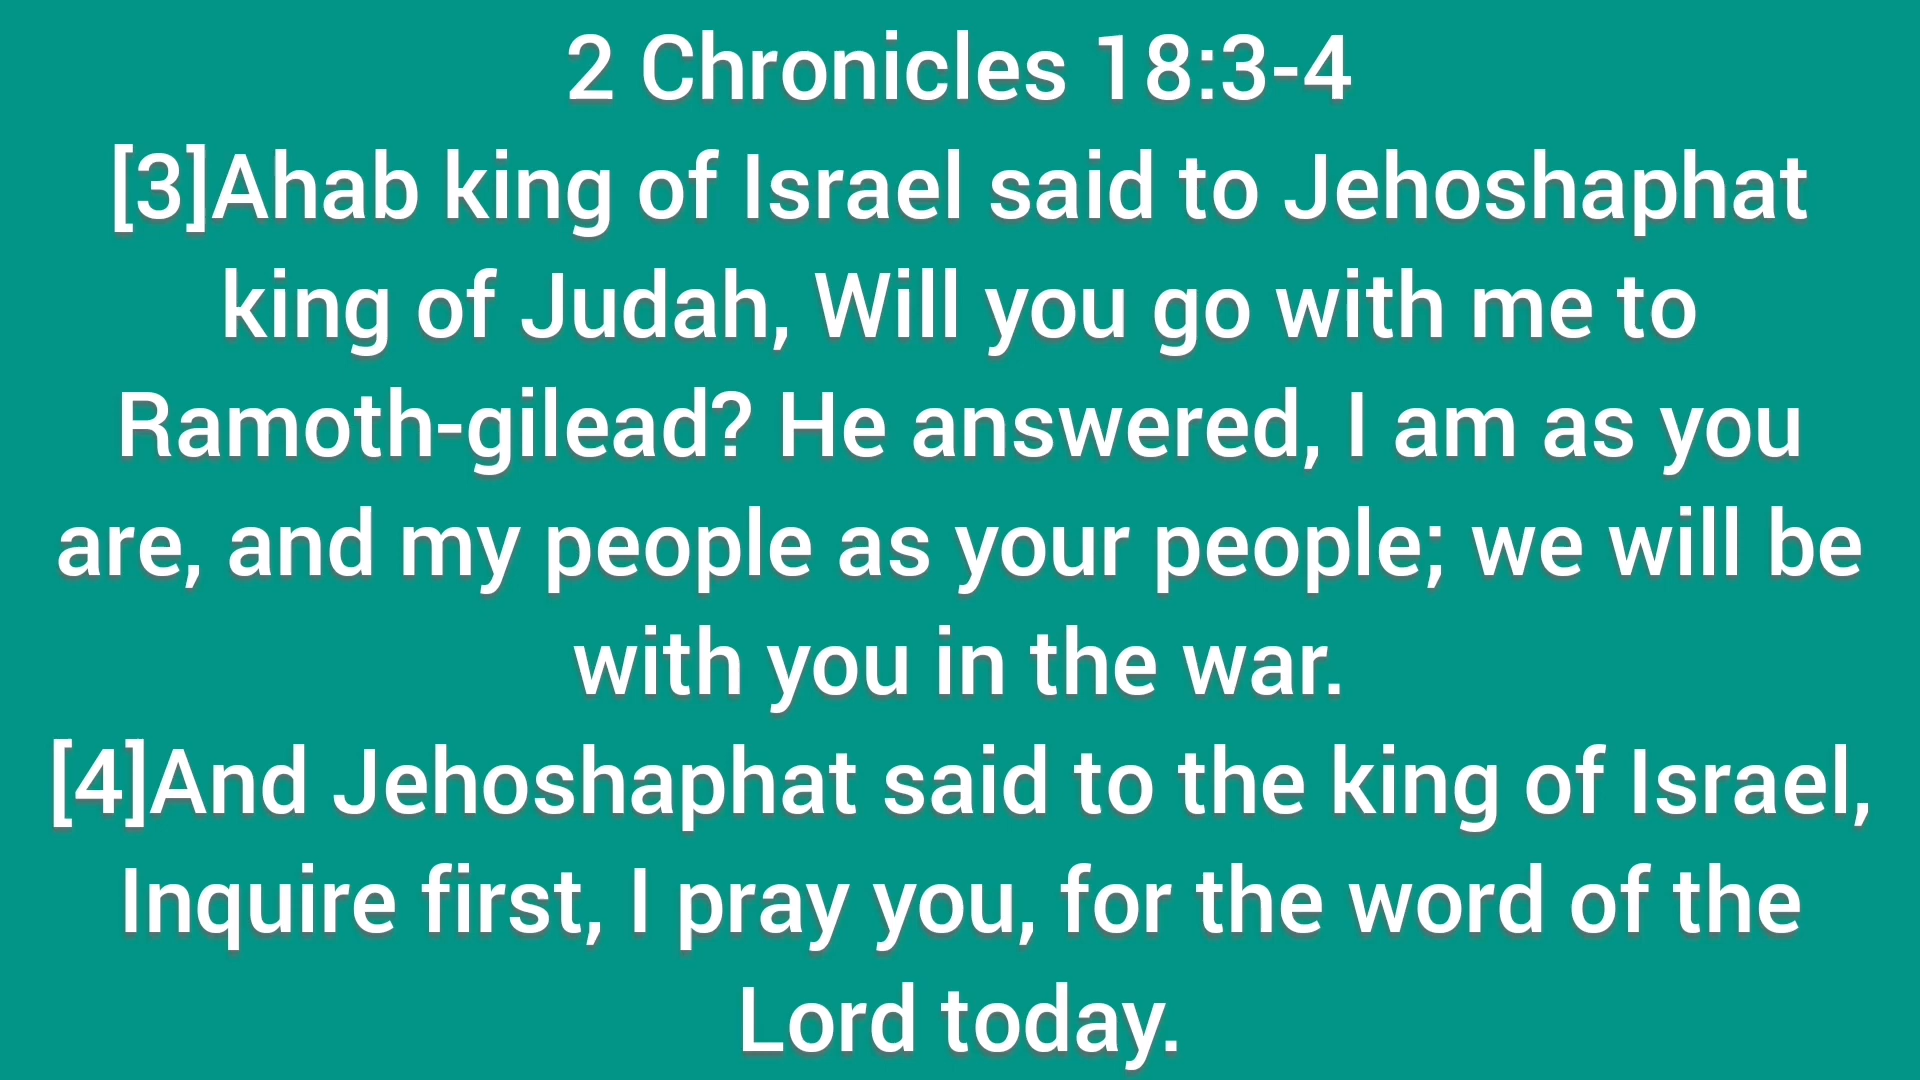 2 Chronicles 18:3-4
[3]Ahab king of Israel said to Jehoshaphat
king of Judah, Will you go with me to
Ramoth-gilead? He answered, I am as you
are, and my people as your people; we will be
with you in the war.
[4]And Jehoshaphat said to the king of Israel,
Inquire first, I pray you, for the word of the
Lord today.